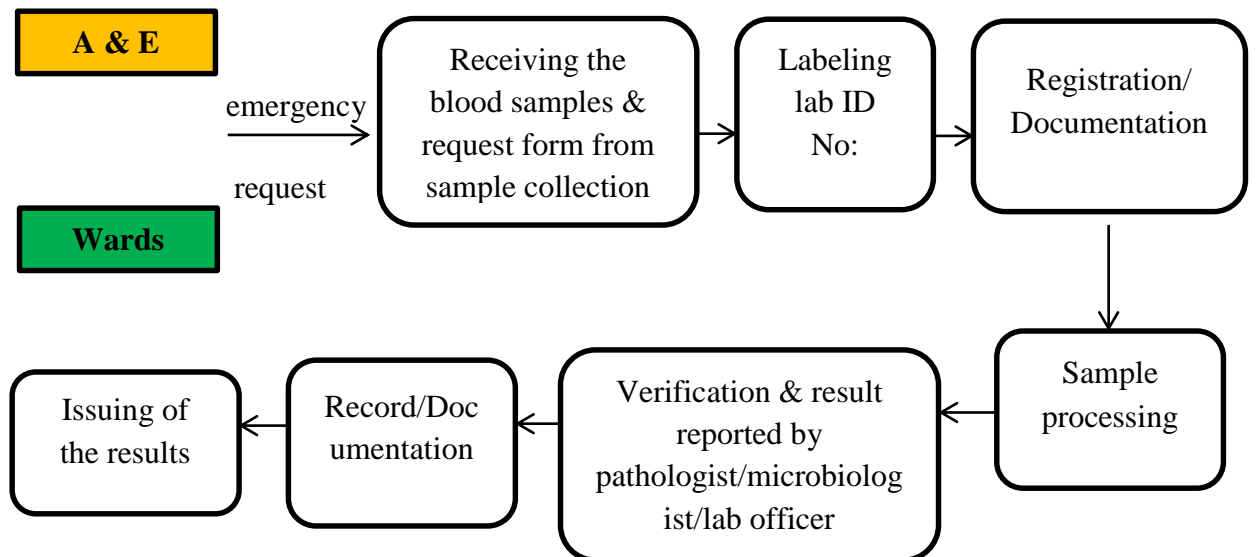 A & E
emergency
request
Wards
Receiving the
blood samples &
request form from
sample collection
Labeling
lab ID
No:
Registration/
Documentation
Sample
processing
Verification & result
reported by
pathologist/microbiolog
ist/lab officer
Record/Doc
umentation
Issuing of
the results